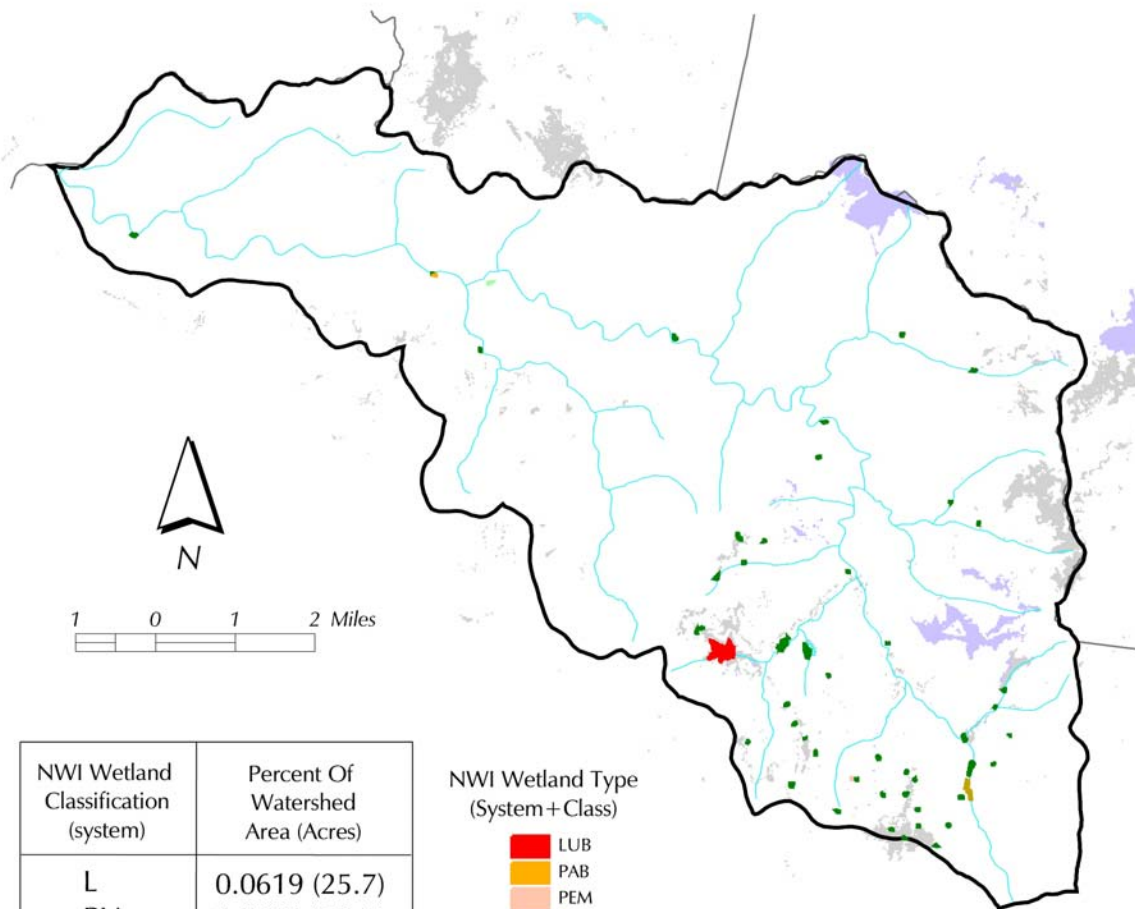 N
1 0 1 2 Miles
NWI Wetland Classification (system)
Percent Of Watershed Area (Acres)
L 0.0619 (25.7)
NWI Wetland Type
(System+Class)
LUB
PAB
PEM